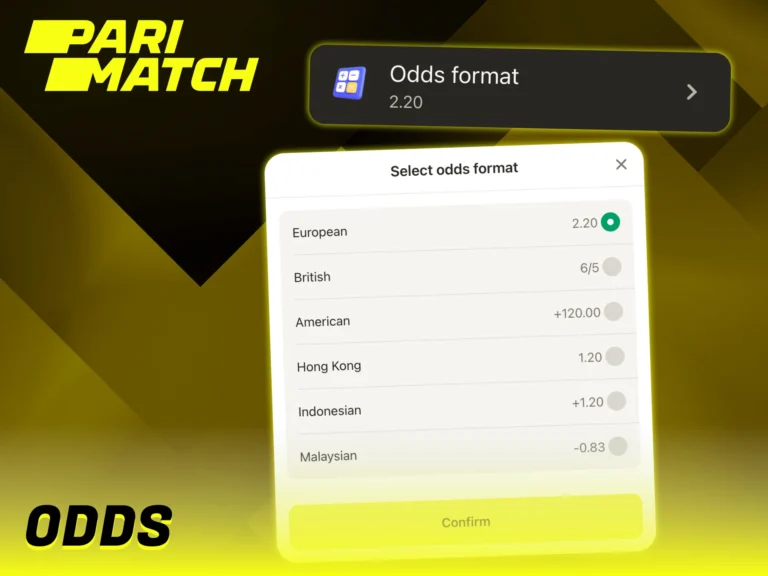 PARI
MATCH
Odds format
2.20
Select odds format
European 2.20
British 6/5
American +120.00
Hong Kong 1.20
Indonesian +1.20
Malaysian -0.83
Confirm
ODDS